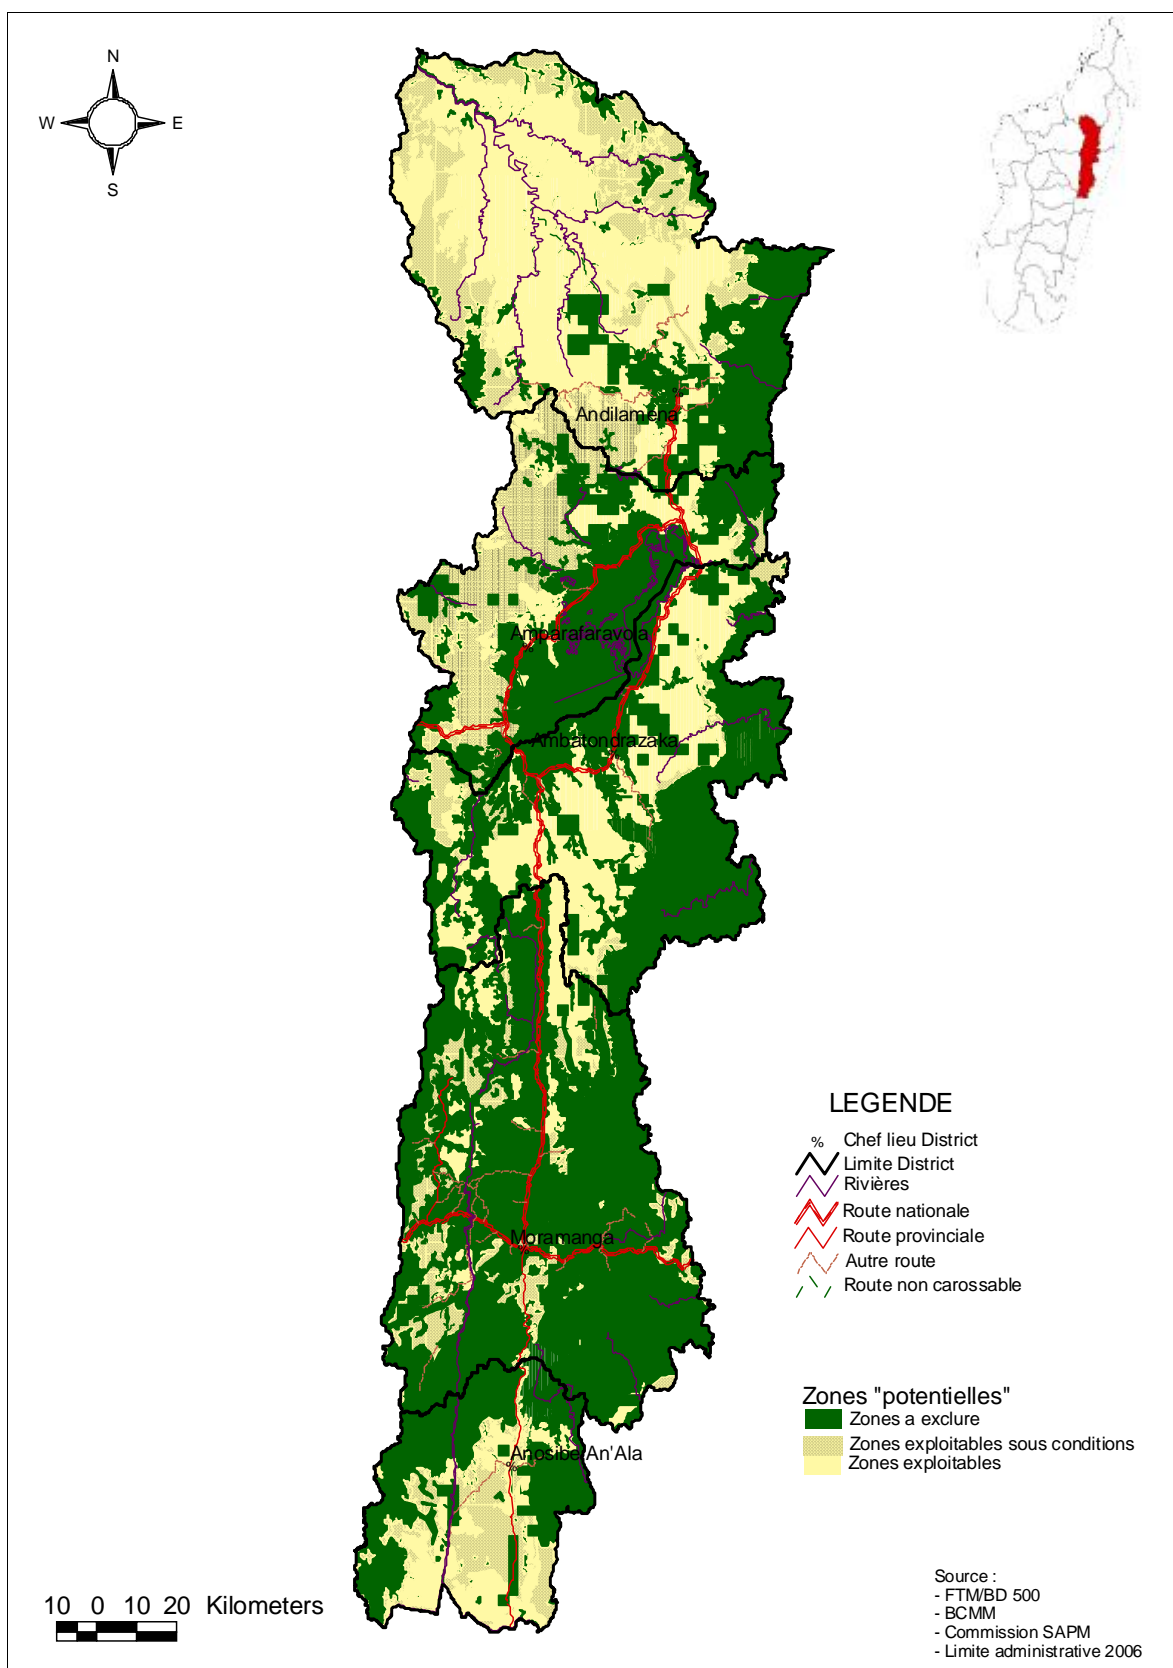 N
W
E
S
Andilamena
Amparafaravola
Ambatondrazaka
Moramanga
Anosibe An'Ala
LEGENDE
% Chef lieu District
Limite District
Rivières
Route nationale
Route provinciale
Autre route
Route non carossable
Zones "potentielles"
Zones a exclure
Zones exploitables sous conditions
Zones exploitables
10 0 10 20 Kilometers
Source :
- FTM/BD 500
- BCMM
- Commission SAPM
- Limite administrative 2006